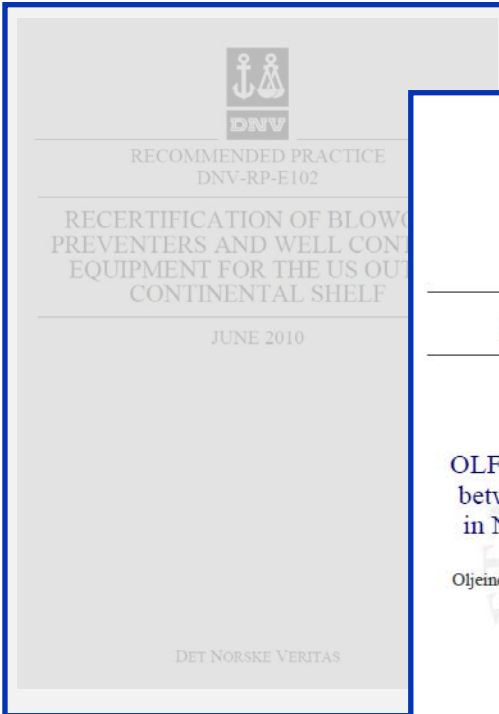 DNV
RECOMMENDED PRACTICE
DNV-RP-E102
RECERTIFICATION OF BLOWO
PREVENTERS AND WELL CONT
EQUIPMENT FOR THE US OUT
CONTINENTAL SHELF
JUNE 2010
DET NORSKE VERITAS
OLF
betw
in N
Oljeind